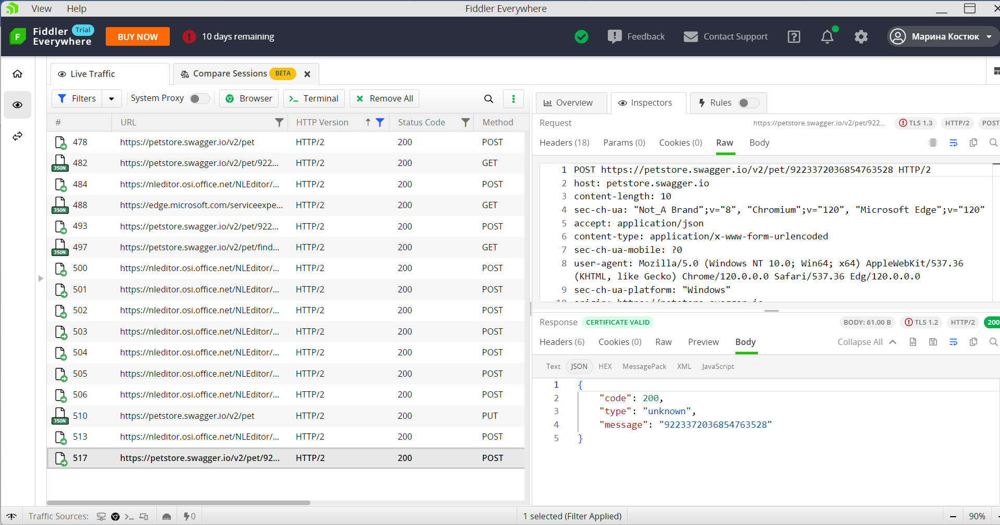 View Help Fiddler Everywhere
Fiddler Everywhere Trial BUY NOW 10 days remaining Feedback Contact Support Марина Костюк
Live Traffic Compare Sessions BETA
Filters System Proxy Browser Terminal Remove All
# URL HTTP Version Status Code Method
478 https://petstore.swagger.io/v2/pet HTTP/2 200 POST
JSON 482 https://petstore.swagger.io/v2/pet/922... HTTP/2 200 GET
484 https://nleditor.osi.office.net/NLEditor/... HTTP/2 200 POST
JSON 488 https://edge.microsoft.com/serviceexpe... HTTP/2 200 GET
493 https://petstore.swagger.io/v2/pet/922... HTTP/2 200 POST
JSON 497 https://petstore.swagger.io/v2/pet/find... HTTP/2 200 GET
500 https://nleditor.osi.office.net/NLEditor/... HTTP/2 200 POST
501 https://nleditor.osi.office.net/NLEditor/... HTTP/2 200 POST
502 https://nleditor.osi.office.net/NLEditor/... HTTP/2 200 POST
503 https://nleditor.osi.office.net/NLEditor/... HTTP/2 200 POST
504 https://nleditor.osi.office.net/NLEditor/... HTTP/2 200 POST
505 https://nleditor.osi.office.net/NLEditor/... HTTP/2 200 POST
506 https://nleditor.osi.office.net/NLEditor/... HTTP/2 200 POST
JSON 510 https://petstore.swagger.io/v2/pet HTTP/2 200 PUT
513 https://nleditor.osi.office.net/NLEditor/... HTTP/2 200 POST
517 https://petstore.swagger.io/v2/pet/92... HTTP/2 200 POST
Overview Inspectors Rules
Request https://petstore.swagger.io/v2/pet/922... TLS 1.3 HTTP/2 POST
Headers (18) Params (0) Cookies (0) Raw Body
1 POST https://petstore.swagger.io/v2/pet/9223372036854763528 HTTP/2
2 host: petstore.swagger.io
3 content-length: 10
4 sec-ch-ua: "Not_A Brand";v="8", "Chromium";v="120", "Microsoft Edge";v="120"
5 accept: application/json
6 content-type: application/x-www-form-urlencoded
7 sec-ch-ua-mobile: ?0
8 user-agent: Mozilla/5.0 (Windows NT 10.0; Win64; x64) AppleWebKit/537.36
(KHTML, like Gecko) Chrome/120.0.0.0 Safari/537.36 Edg/120.0.0.0
9 sec-ch-ua-platform: "Windows"
Response CERTIFICATE VALID BODY: 61.00 B TLS 1.2 HTTP/2 200
Headers (6) Cookies (0) Raw Preview Body Collapse All
Text JSON HEX MessagePack XML JavaScript
1 {
2 "code": 200,
3 "type": "unknown",
4 "message": "9223372036854763528"
5 }
Traffic Sources: 0 1 selected (Filter Applied) 90%